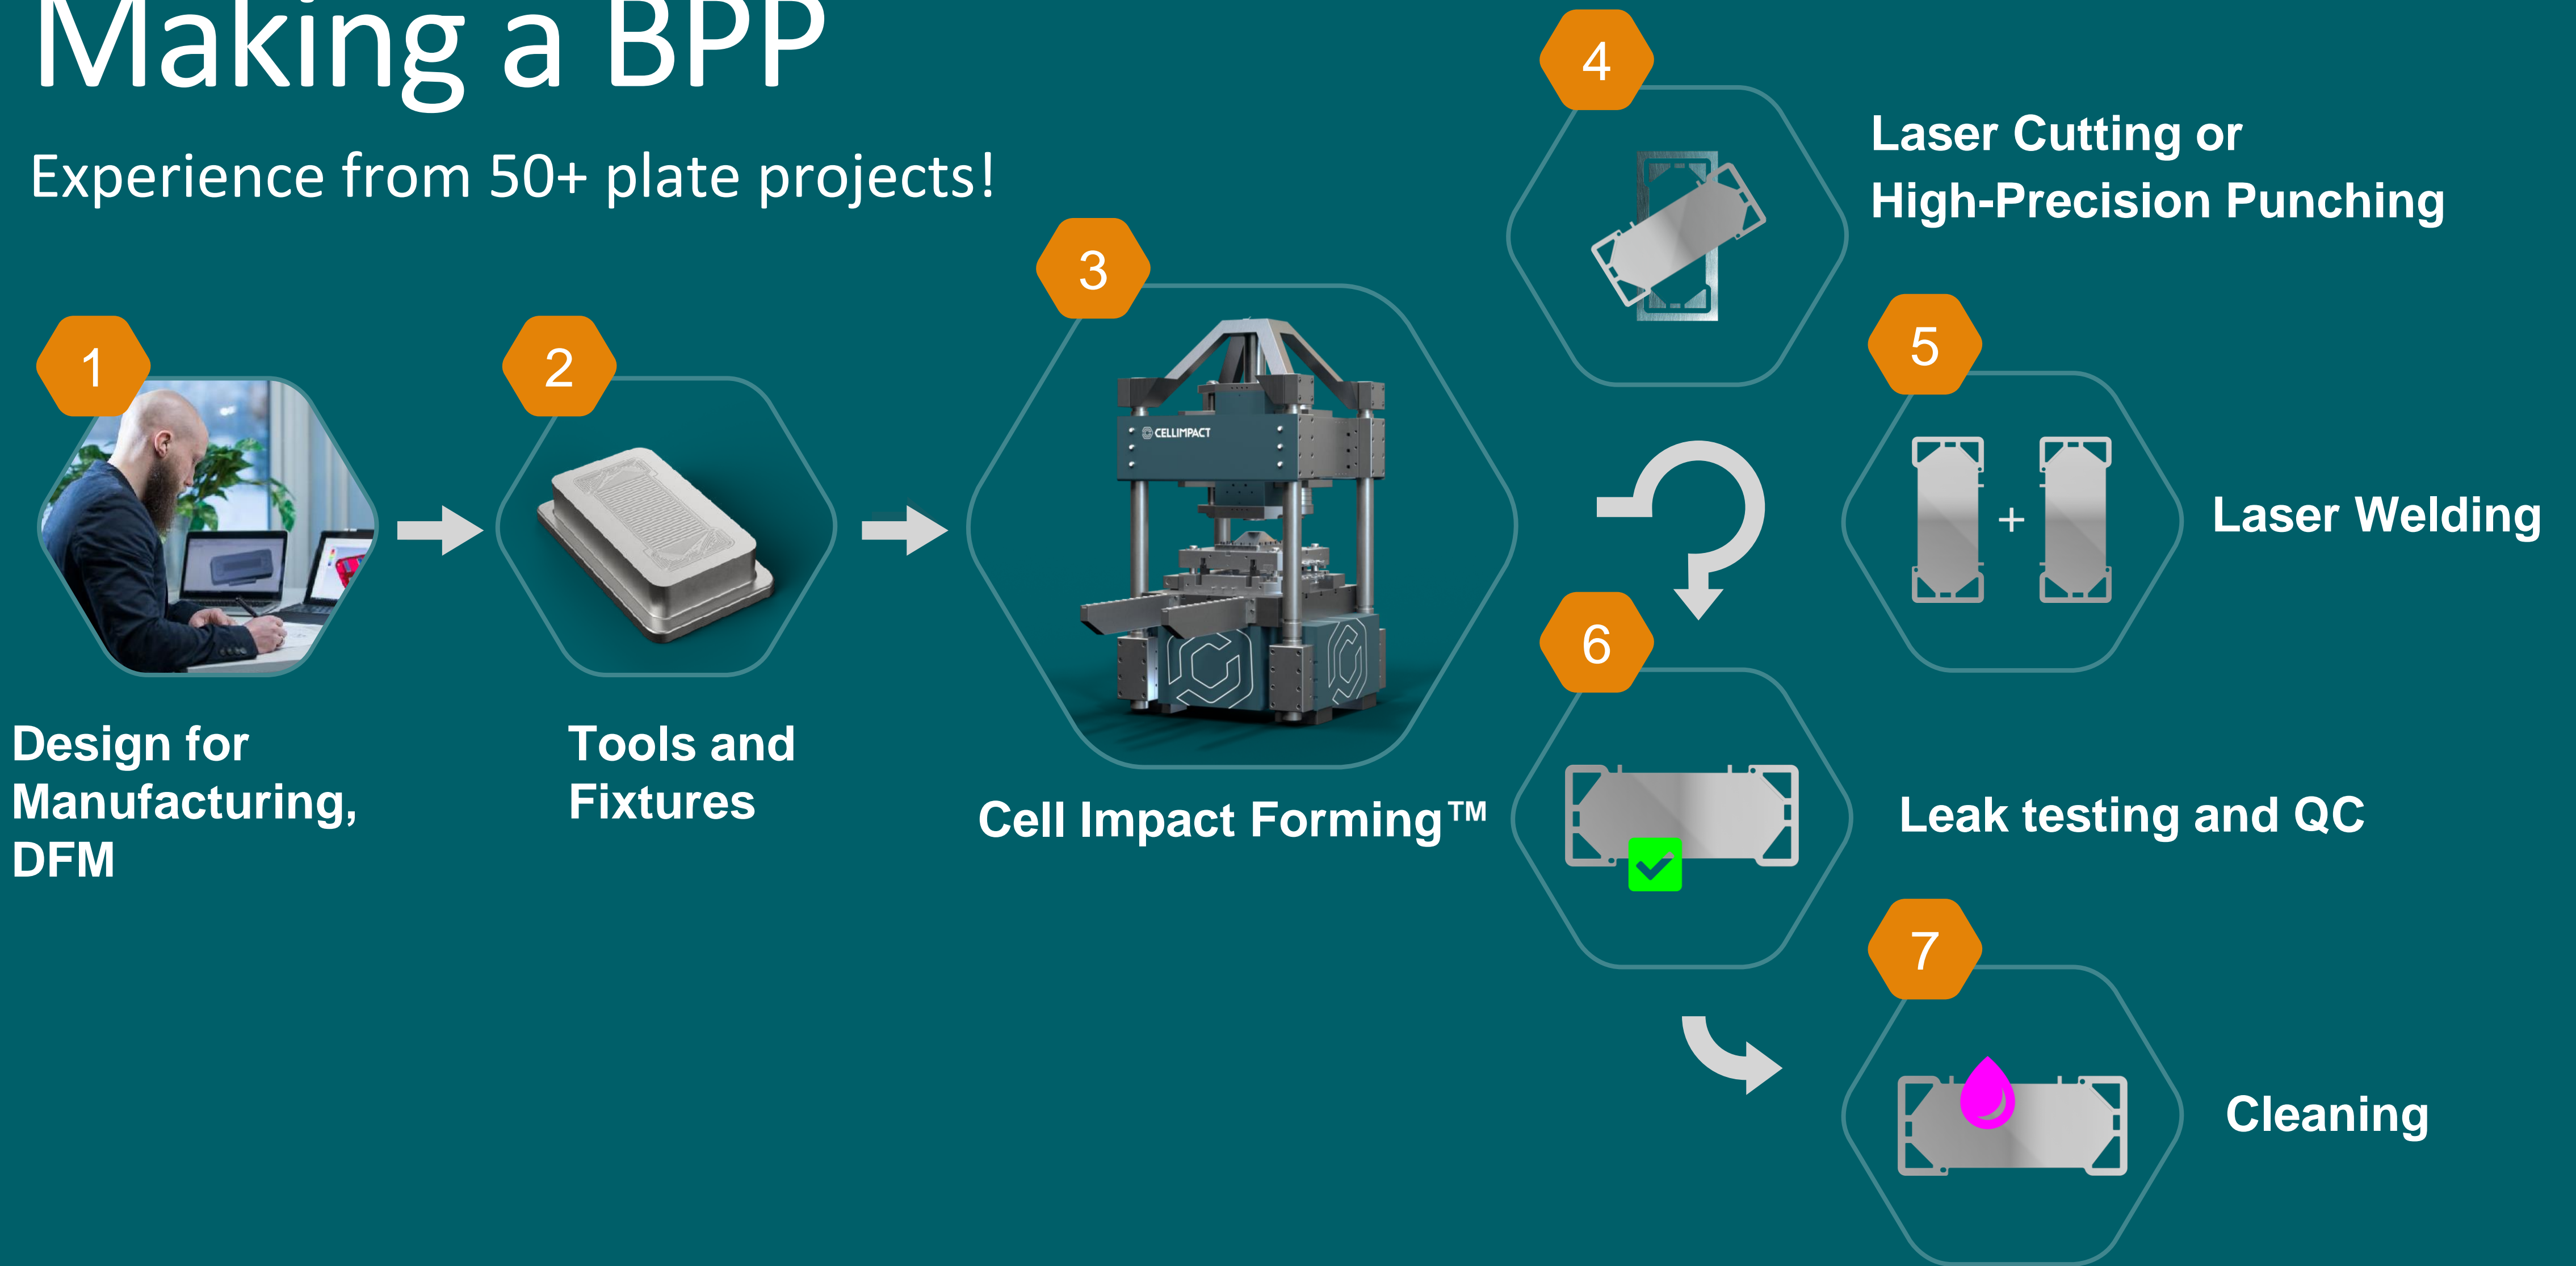 Making a BPP
Experience from 50+ plate projects!
1
Design for
Manufacturing,
DFM
2
Tools and
Fixtures
3
CELLIMPACT
Cell Impact Forming™
4
Laser Cutting or
High-Precision Punching
5
+
Laser Welding
6
Leak testing and QC
7
Cleaning